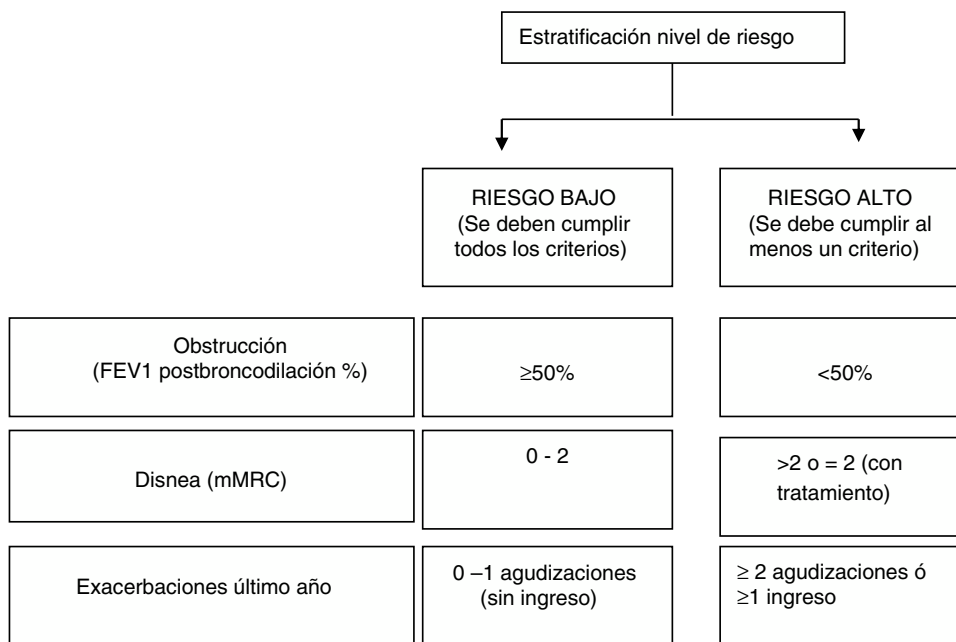 Estratificación nivel de riesgo
RIESGO BAJO
(Se deben cumplir
todos los criterios)
RIESGO ALTO
(Se debe cumplir al
menos un criterio)
Obstrucción
(FEV1 postbroncodilación %)
≥50%
<50%
Disnea (mMRC)
0 - 2
>2 o = 2 (con
tratamiento)
Exacerbaciones último año
0 –1 agudizaciones
(sin ingreso)
≥ 2 agudizaciones ó
≥1 ingreso